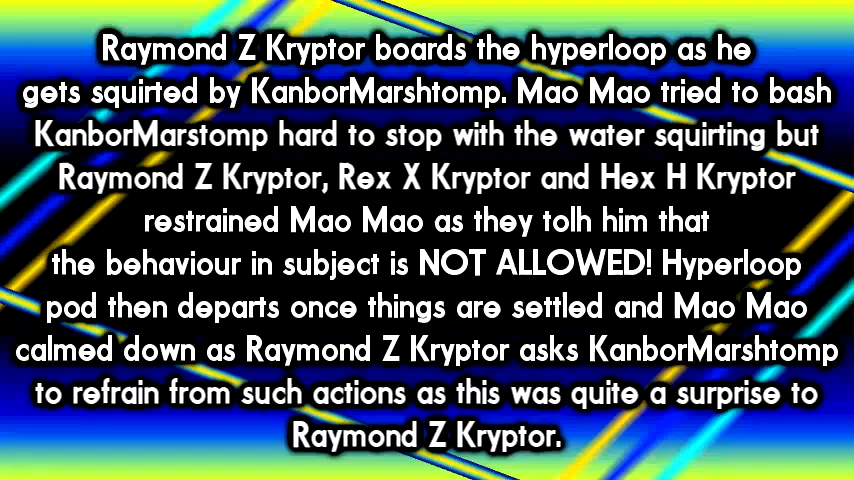 Raymond Z Kryptor boards the hyperloop as he
gets squirted by KanborMarshtomp. Mao Mao tried to bash
KanborMarstomp hard to stop with the water squirting but
Raymond Z Kryptor, Rex X Kryptor and Hex H Kryptor
restrained Mao Mao as they tolh him that
the behaviour in subject is NOT ALLOWED! Hyperloop
pod then departs once things are settled and Mao Mao
calmed down as Raymond Z Kryptor asks KanborMarshtomp
to refrain from such actions as this was quite a surprise to
Raymond Z Kryptor.